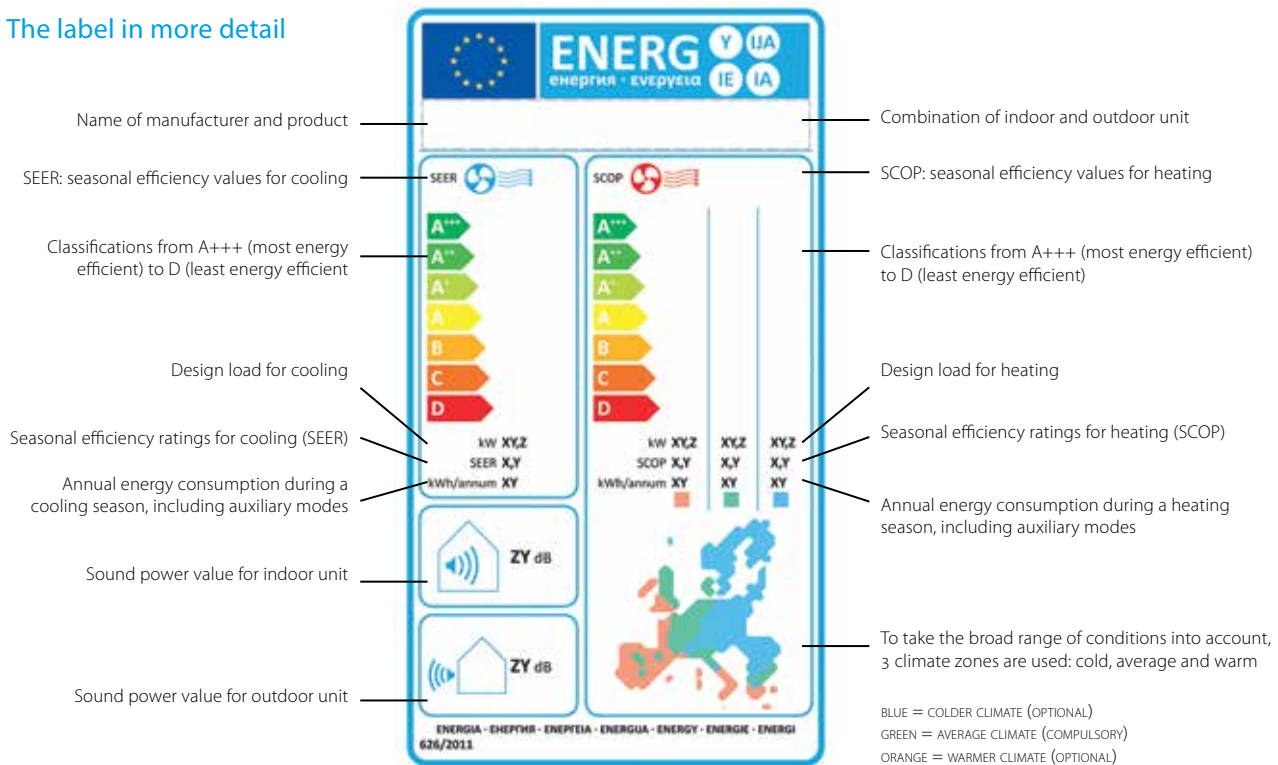 The label in more detail
ENERG Y IJA
IE IA
енергия · ενεργεια
Name of manufacturer and product
Combination of indoor and outdoor unit
SEER: seasonal efficiency values for cooling
SEER
SCOP
SCOP: seasonal efficiency values for heating
Classifications from A+++ (most energy
efficient) to D (least energy efficient
A+++
A++
A+
A
B
C
D
A+++
A++
A+
A
B
C
D
Classifications from A+++ (most energy efficient)
to D (least energy efficient)
Design load for cooling
Seasonal efficiency ratings for cooling (SEER)
Annual energy consumption during a
cooling season, including auxiliary modes
kW XY,Z
SEER X,Y
kWh/annum XY
kW XY,Z XY,Z XY,Z
SCOP X,Y X,Y X,Y
kWh/annum XY XY XY
Design load for heating
Seasonal efficiency ratings for heating (SCOP)
Annual energy consumption during a heating
season, including auxiliary modes
Sound power value for indoor unit
ZY dB
Sound power value for outdoor unit
ZY dB
To take the broad range of conditions into account,
3 climate zones are used: cold, average and warm
BLUE = COLDER CLIMATE (OPTIONAL)
GREEN = AVERAGE CLIMATE (COMPULSORY)
ORANGE = WARMER CLIMATE (OPTIONAL)
ENERGIA - ЕНЕРГИЯ - ΕΝΕΡΓΕΙΑ - ENERGIJA - ENERGY - ENERGIE - ENERGI
626/2011